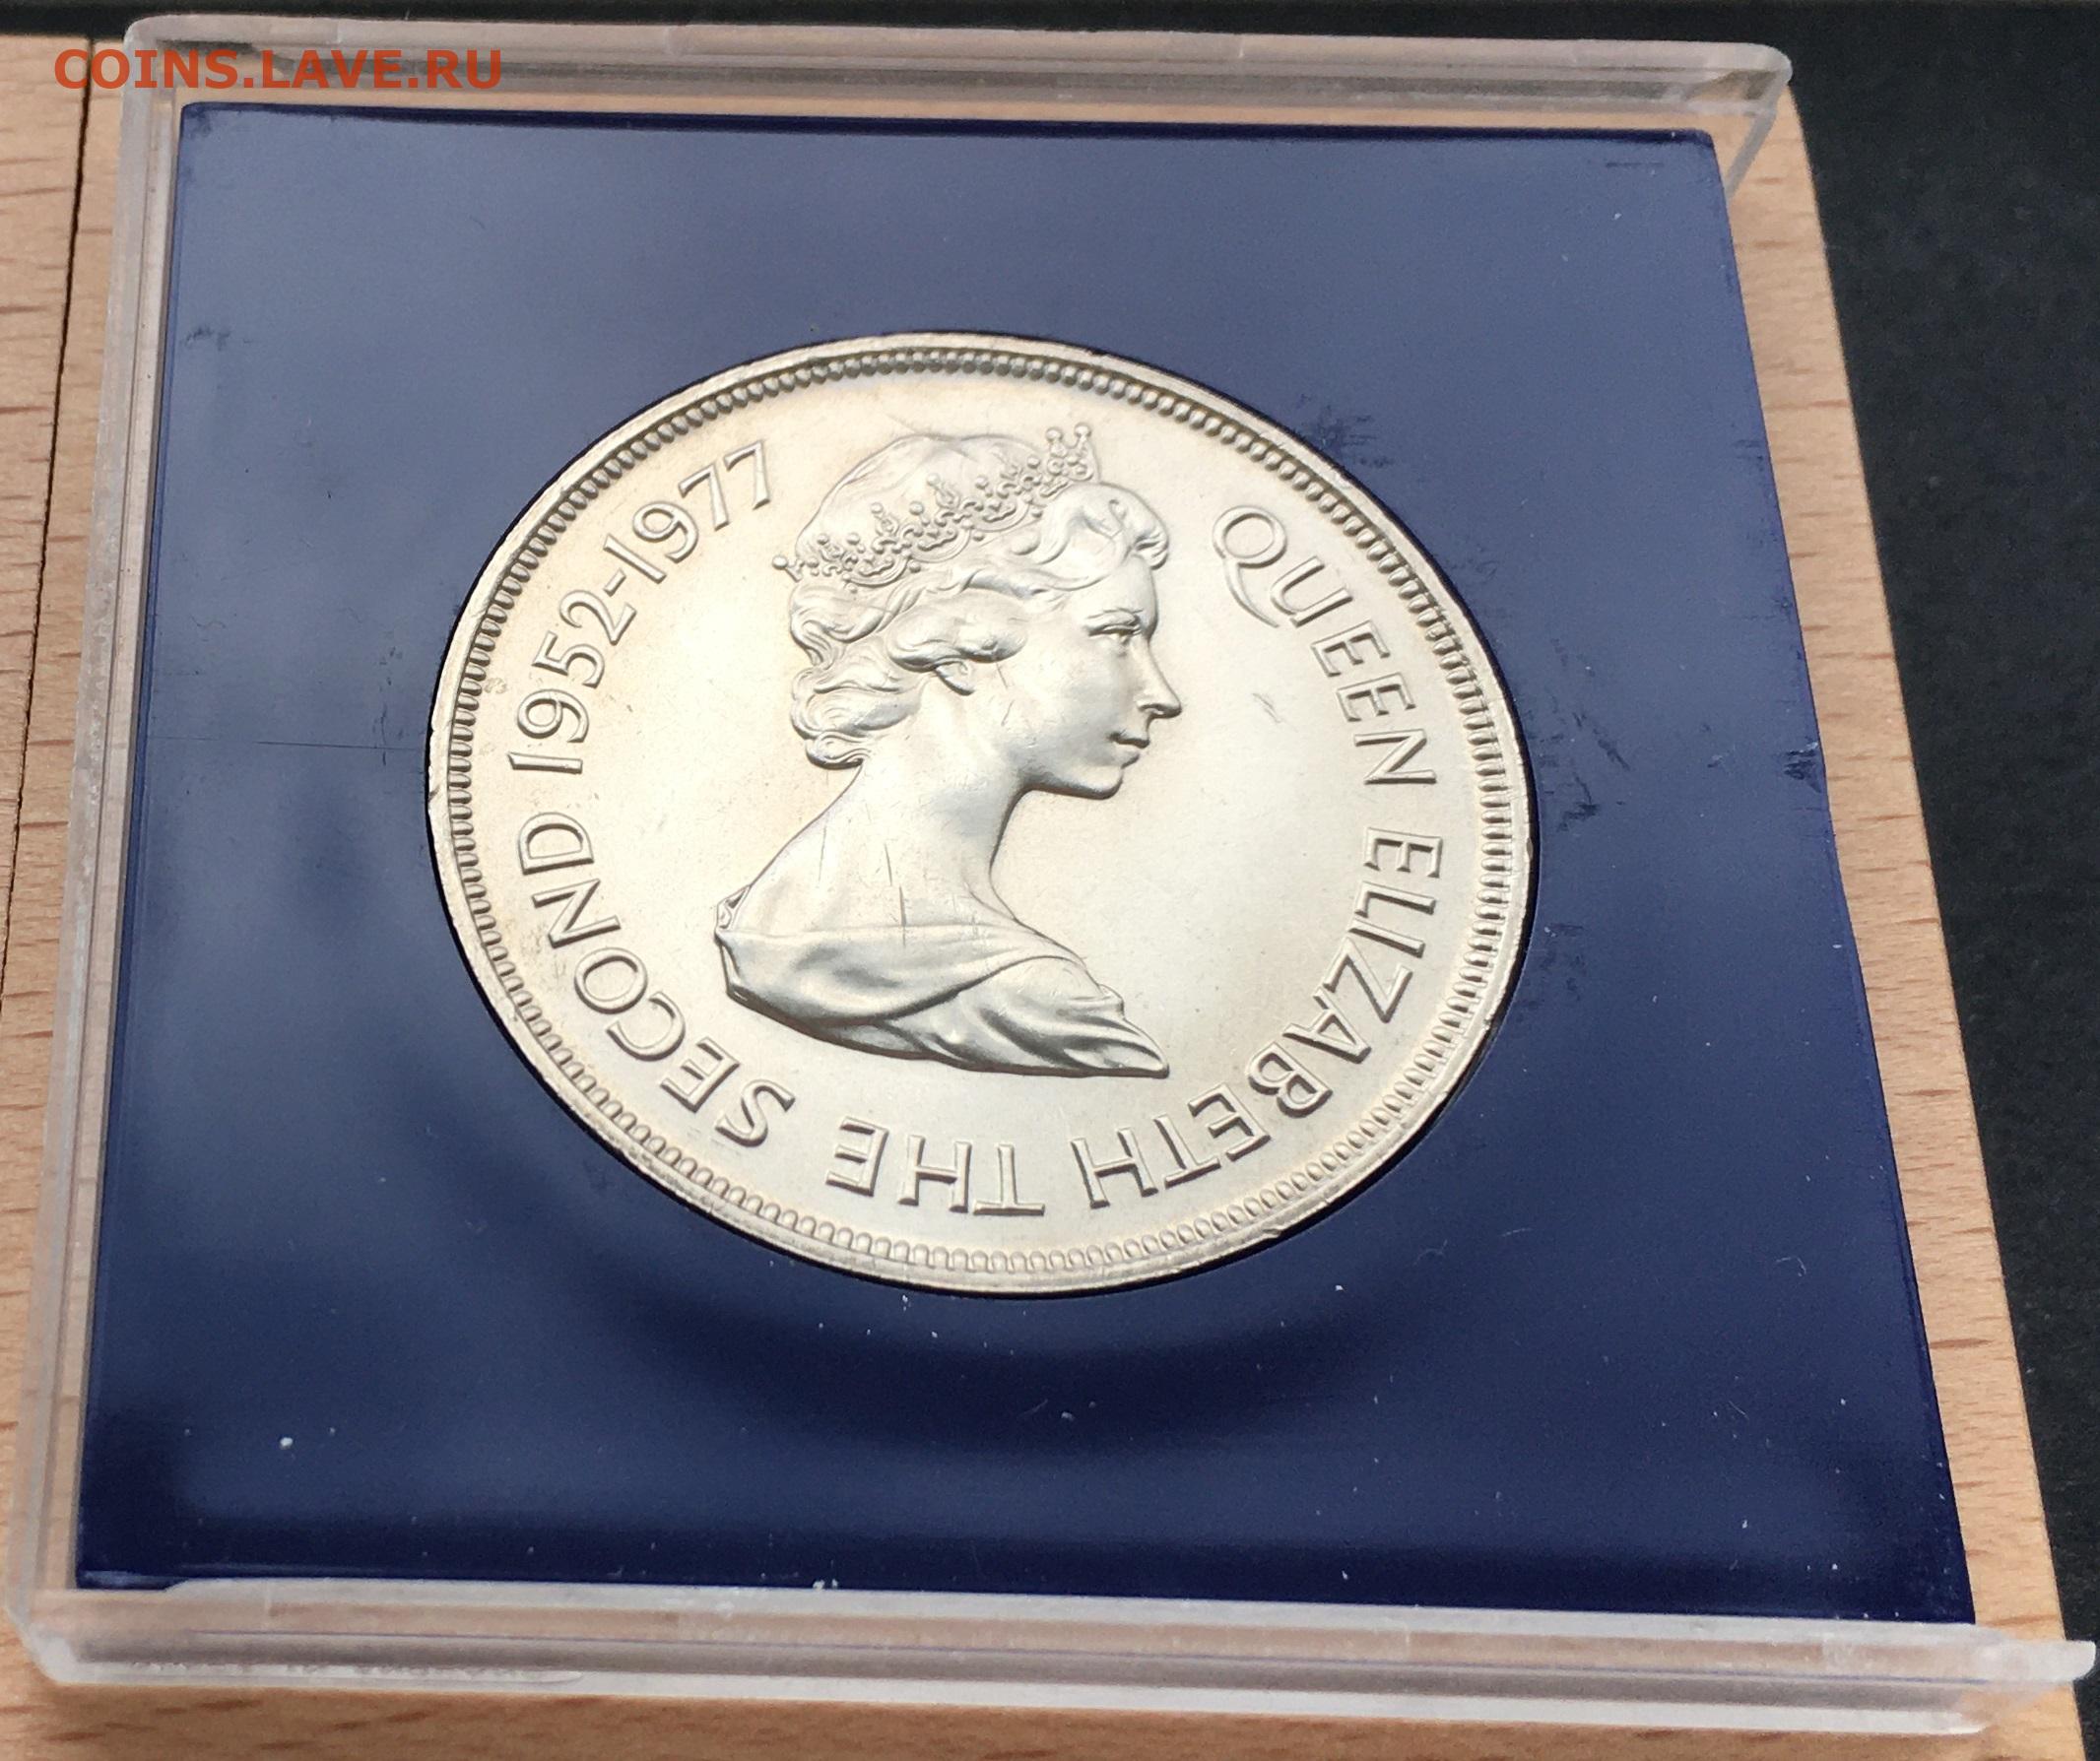 COINS.LAVE.RU
QUEEN ELIZABETH THE SECOND 1952-1977